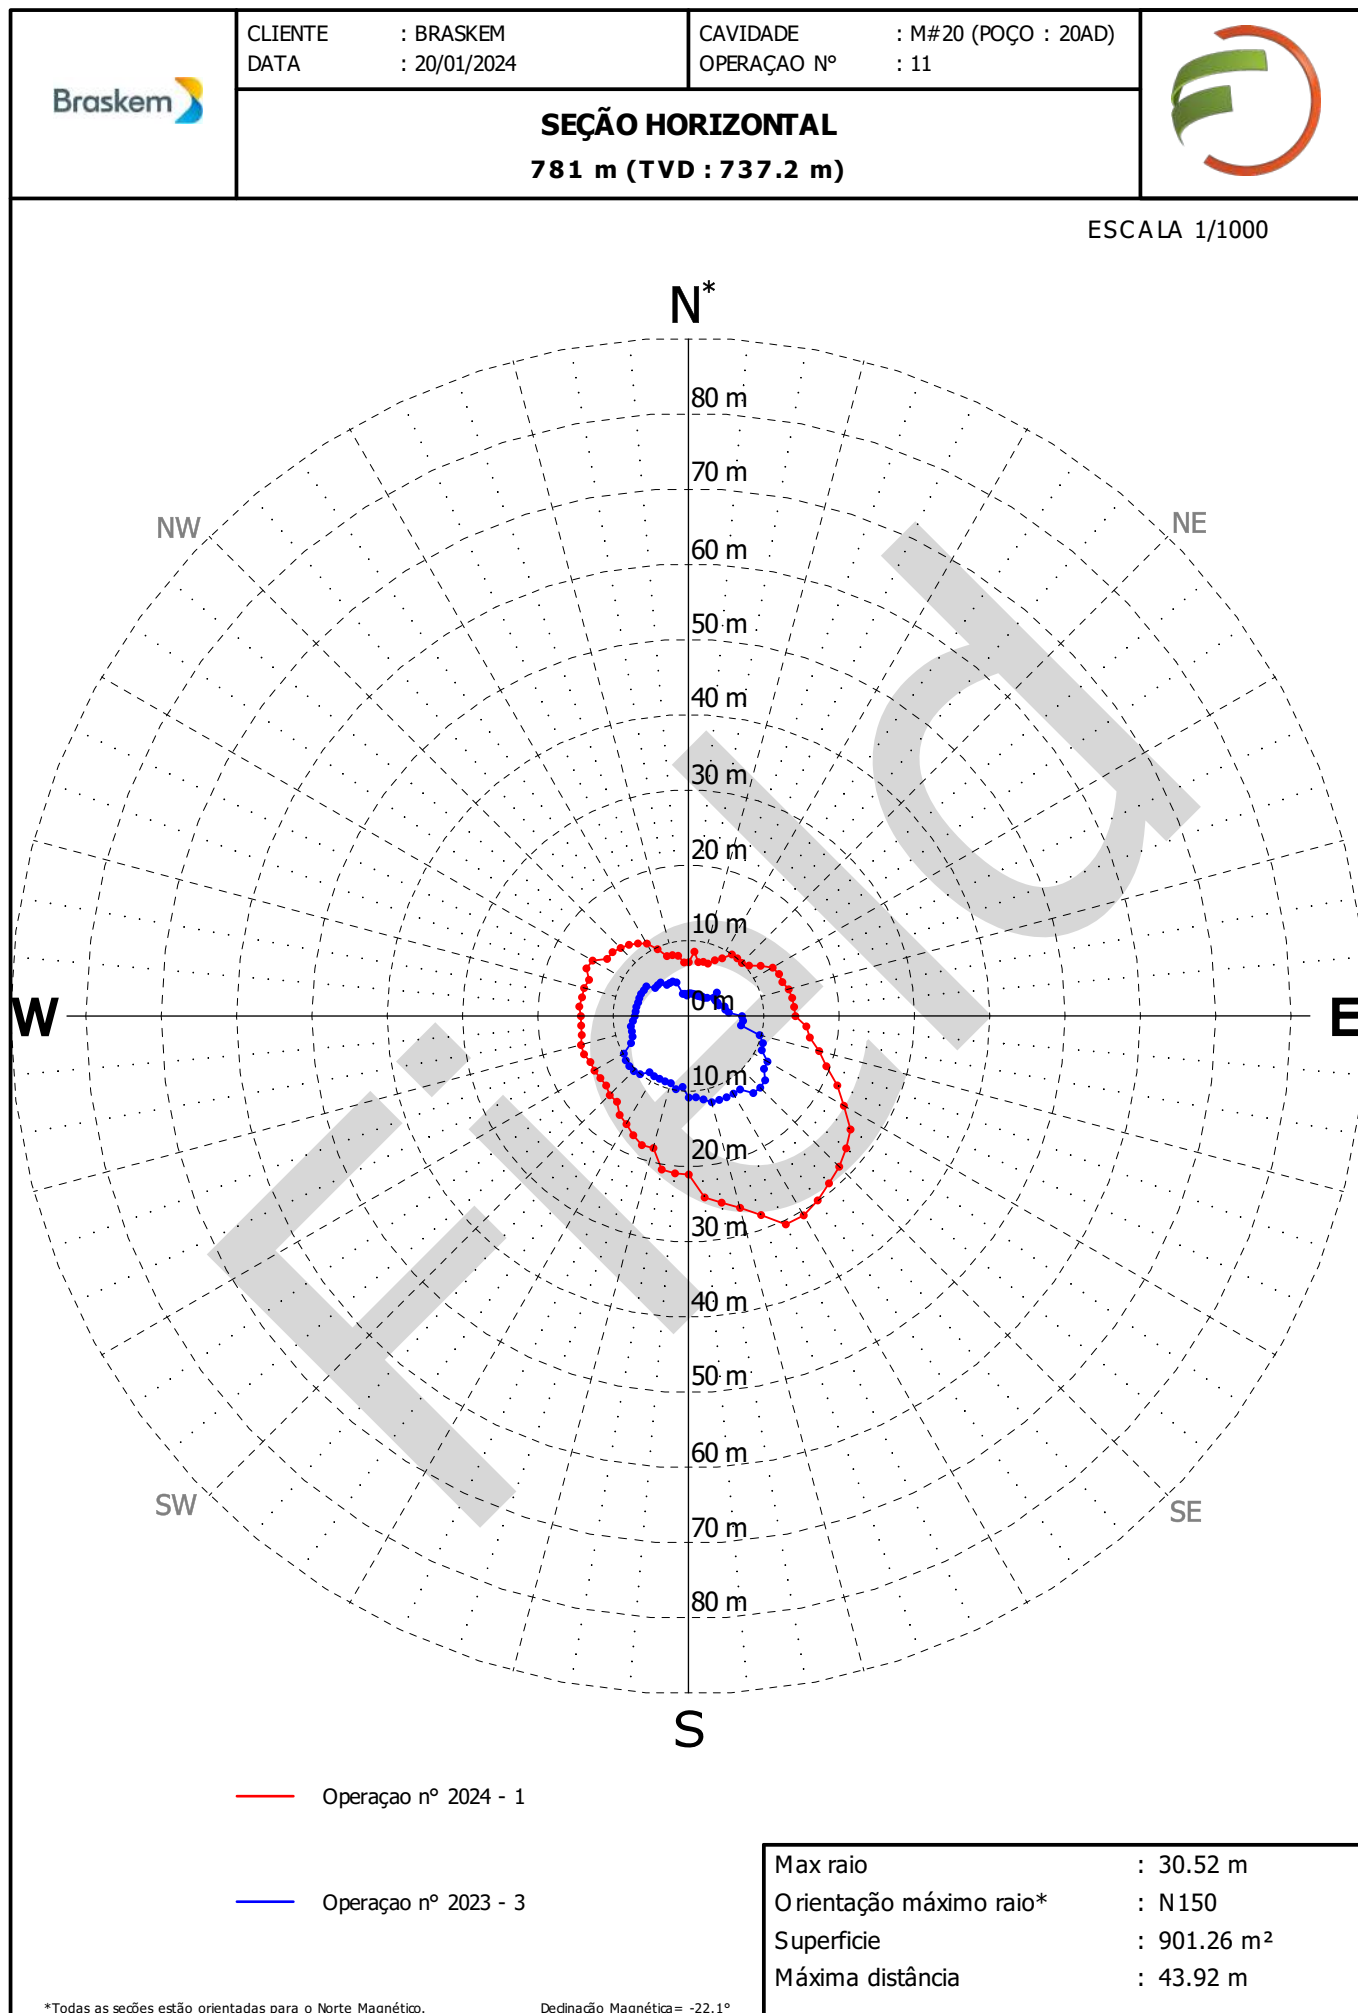 Braskem
CLIENTE : BRASKEM
DATA : 20/01/2024
CAVIDADE : M#20 (POÇO : 20AD)
OPERAÇAO N° : 11
SEÇÃO HORIZONTAL
781 m (TVD : 737.2 m)
ESCALA 1/1000
N*
80 m
70 m
NW
NE
60 m
50 m
40 m
30 m
20 m
10 m
0 m
W
E
10 m
20 m
30 m
40 m
50 m
60 m
SW
SE
70 m
80 m
S
Field
Operaçao n° 2024 - 1
Operaçao n° 2023 - 3
Max raio : 30.52 m
Orientação máximo raio* : N150
Superficie : 901.26 m²
Máxima distância : 43.92 m
*Todas as seções estão orientadas para o Norte Magnético.
Declinação Magnética= -22.1°